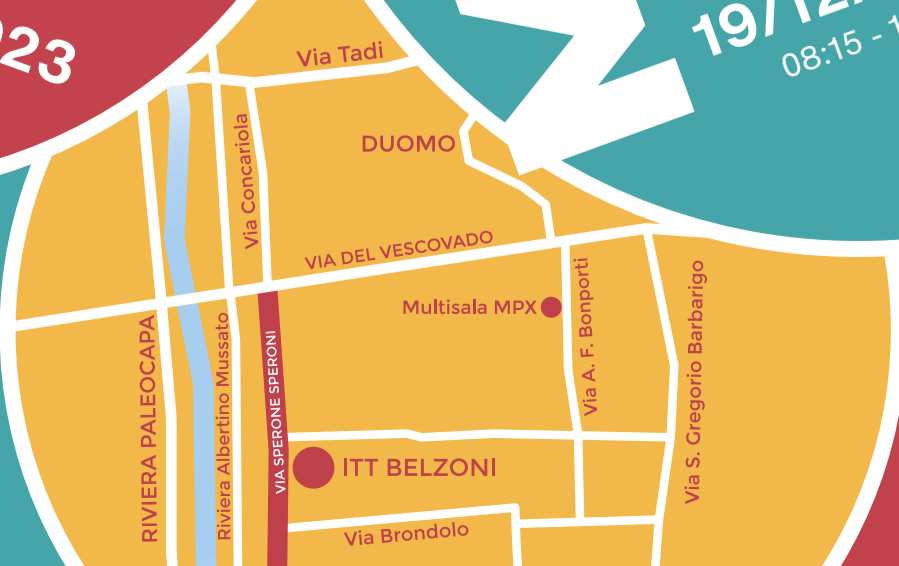 023
19/12/
08:15 - 1
Via Tadi
DUOMO
Via Concariola
VIA DEL VESCOVADO
Multisala MPX
Via A. F. Bonporti
Via S. Gregorio Barbarigo
RIVIERA PALEOCAPA
Riviera Albertino Mussato
VIA SPERONE SPERONI
ITT BELZONI
Via Brondolo